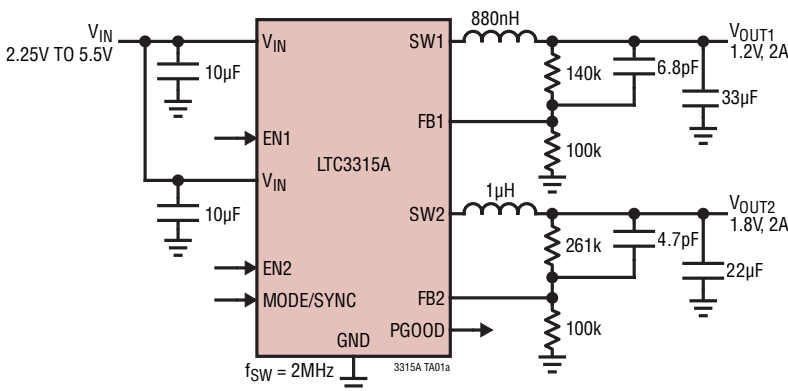 VIN
2.25V TO 5.5V
10µF
VIN
EN1
VIN
10µF
EN2
MODE/SYNC
LTC3315A
SW1
FB1
SW2
FB2
PGOOD
GND
fSW = 2MHz
3315A TA01a
880nH
140k
6.8pF
33µF
100k
VOUT1
1.2V, 2A
1µH
261k
4.7pF
22µF
100k
VOUT2
1.8V, 2A